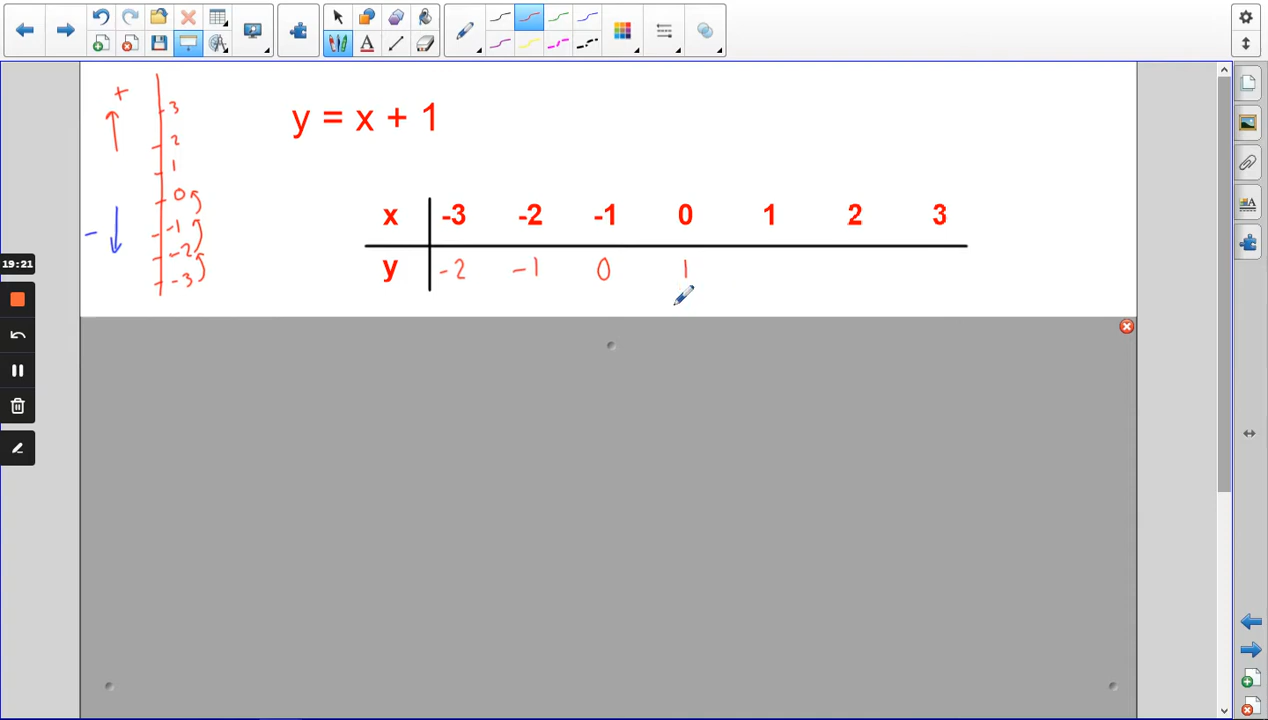 +
3
2
1
0
-1
-2
-3
-
y = x + 1
x -3 -2 -1 0 1 2 3
y -2 -1 0 1
19:21
A